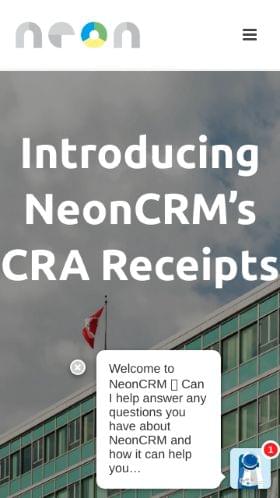 neon
Introducing
NeonCRM's
CRA Receipts
Welcome to
NeonCRM ▯ Can
I help answer any
questions you
have about
NeonCRM and
how it can help
you…
1